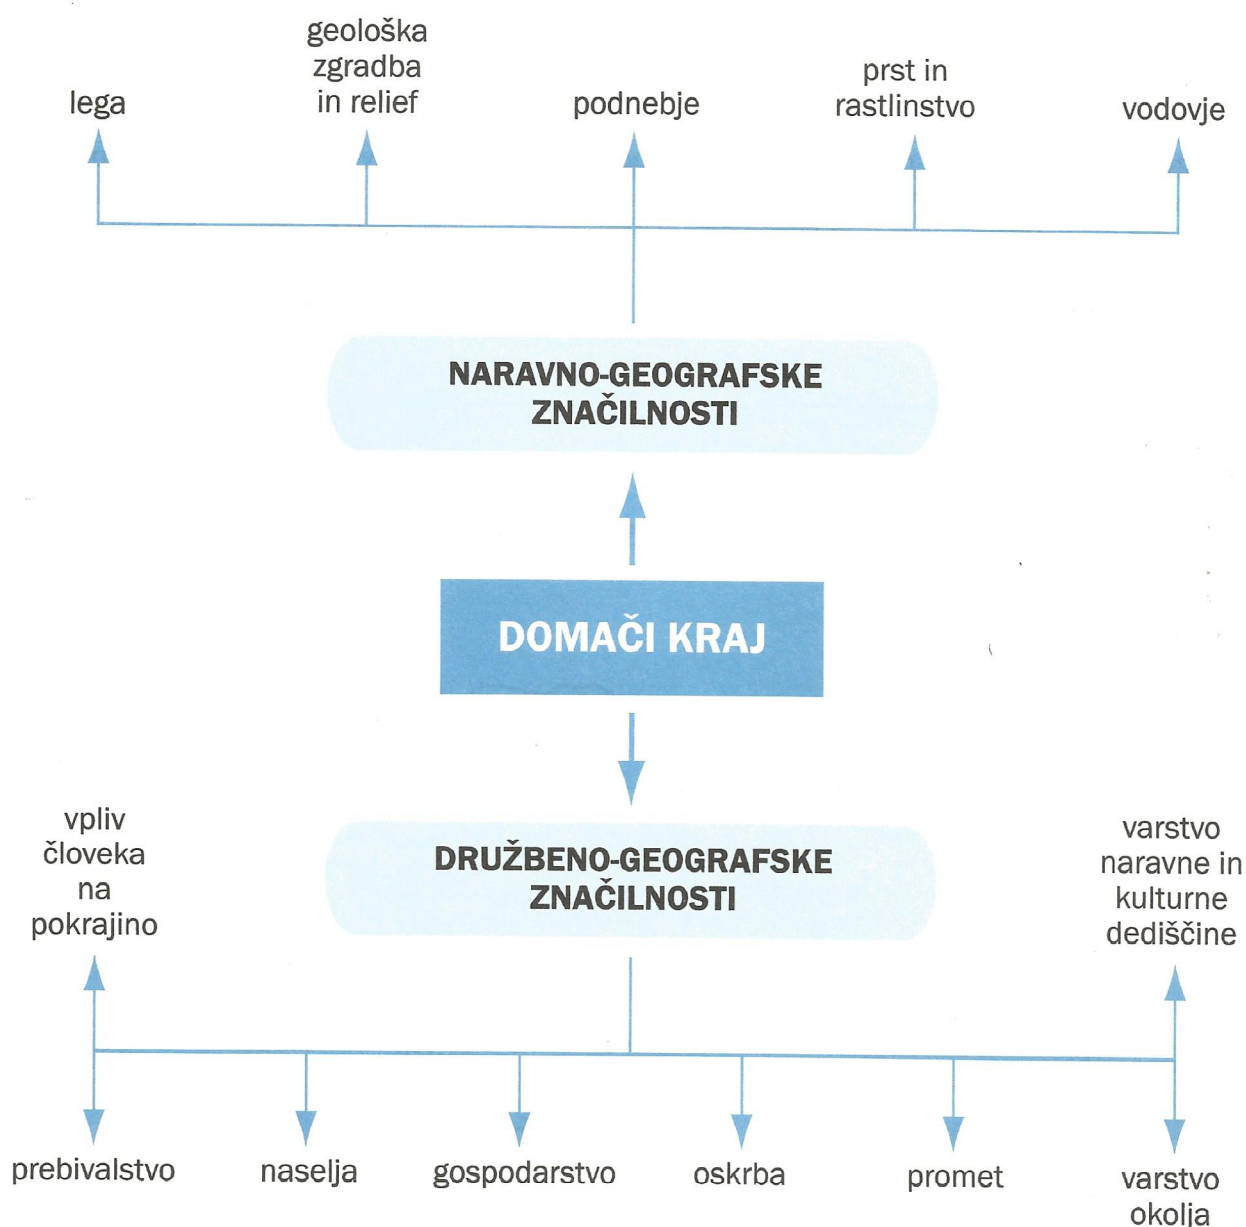 lega
geološka
zgradba
in relief
podnebje
prst in
rastlinstvo
vodovje
NARAVNO-GEOGRAFSKE
ZNAČILNOSTI
DOMAČI KRAJ
DRUŽBENO-GEOGRAFSKE
ZNAČILNOSTI
vpliv
človeka
na
pokrajino
varstvo
naravne in
kulturne
dediščine
prebivalstvo
naselja
gospodarstvo
oskrba
promet
varstvo
okolja